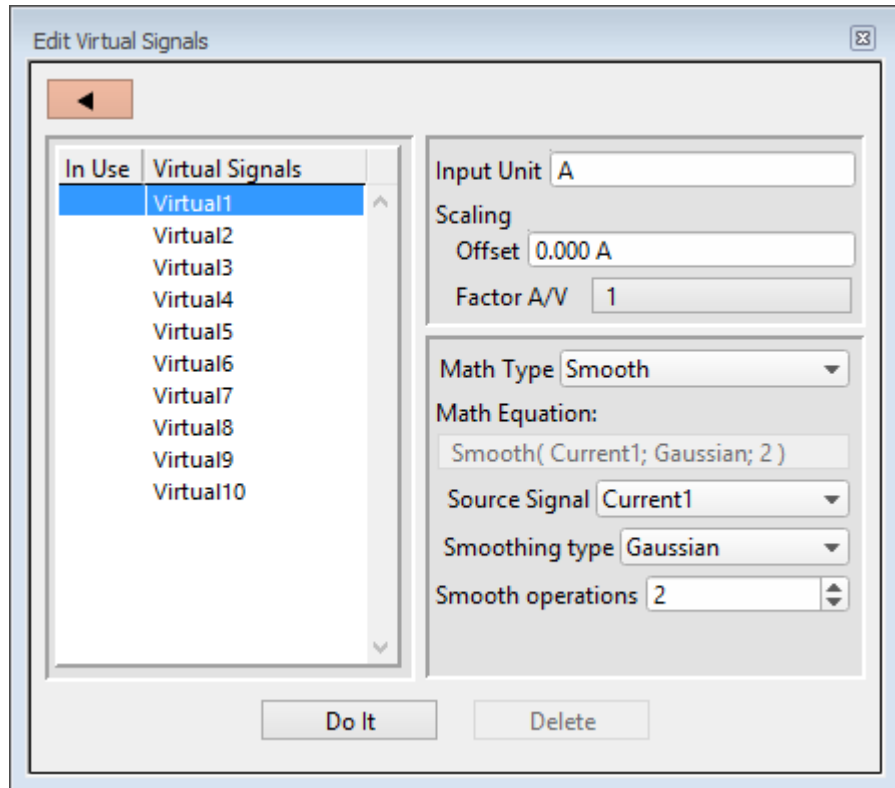 Edit Virtual Signals
In Use Virtual Signals
Virtual1
Virtual2
Virtual3
Virtual4
Virtual5
Virtual6
Virtual7
Virtual8
Virtual9
Virtual10
Input Unit A
Scaling
Offset 0.000 A
Factor A/V 1
Math Type Smooth
Math Equation:
Smooth( Current1; Gaussian; 2 )
Source Signal Current1
Smoothing type Gaussian
Smooth operations 2
Do It Delete